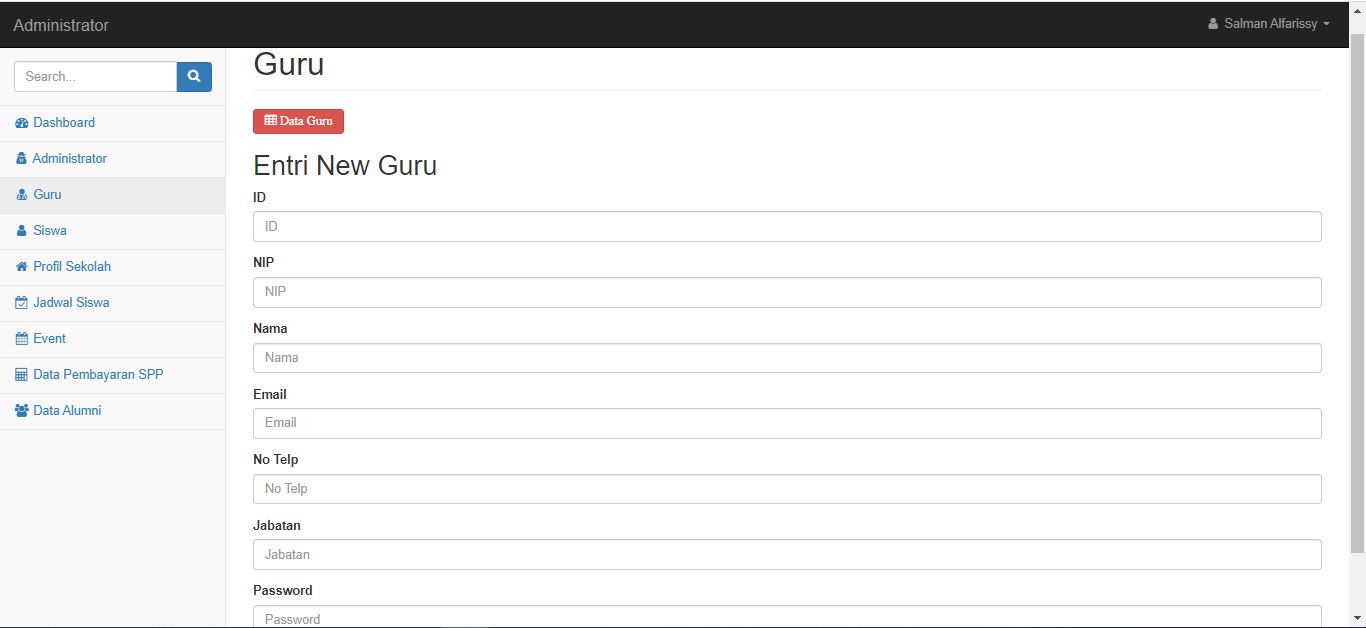 Administrator
Salman Alfarissy
Search...
Dashboard
Administrator
Guru
Siswa
Profil Sekolah
Jadwal Siswa
Event
Data Pembayaran SPP
Data Alumni
Guru
Data Guru
Entri New Guru
ID
ID
NIP
NIP
Nama
Nama
Email
Email
No Telp
No Telp
Jabatan
Jabatan
Password
Password